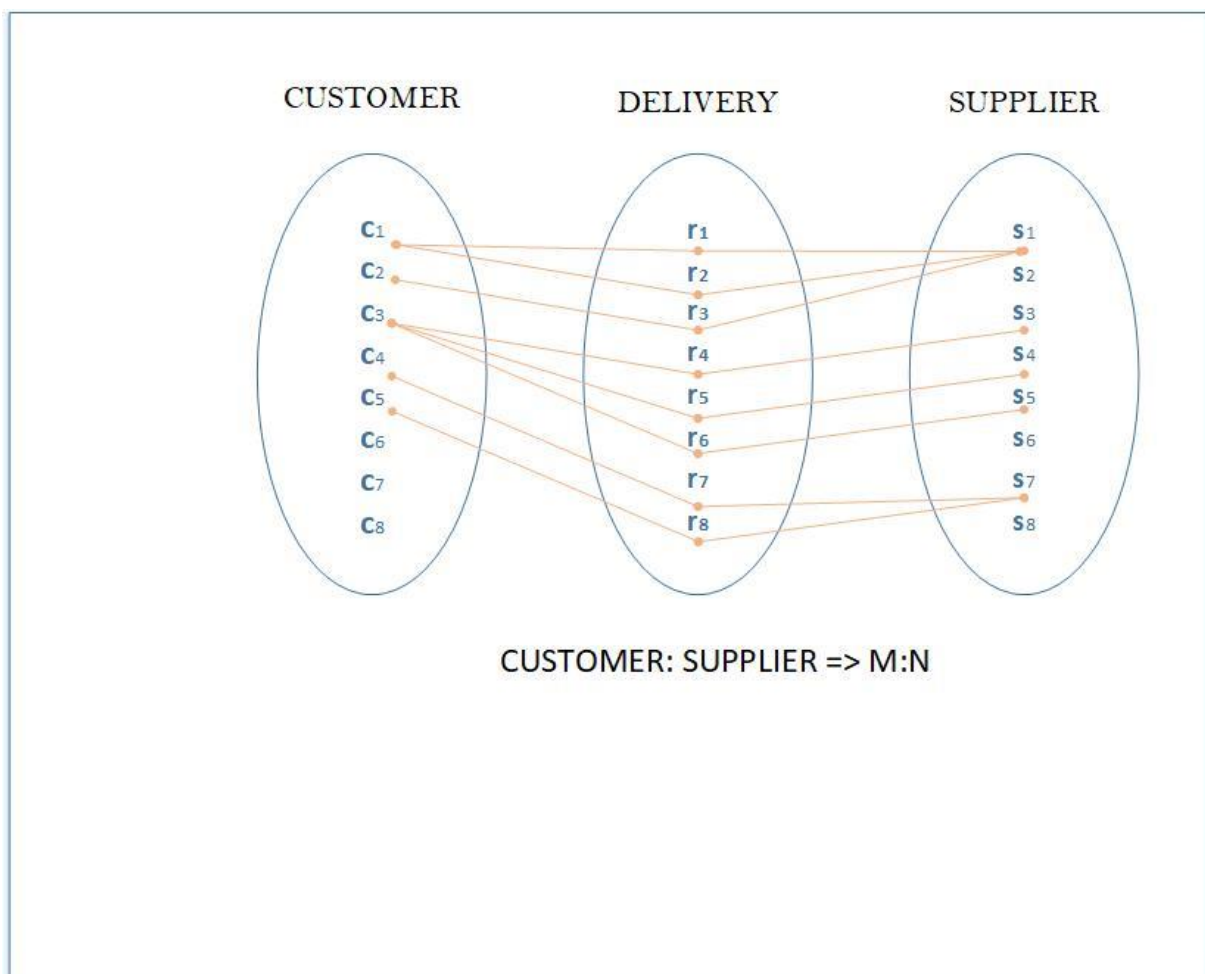 CUSTOMER DELIVERY SUPPLIER
c1 r1 s1
c2 r2 s2
c3 r3 s3
c4 r4 s4
c5 r5 s5
c6 r6 s6
c7 r7 s7
c8 r8 s8
CUSTOMER: SUPPLIER => M:N